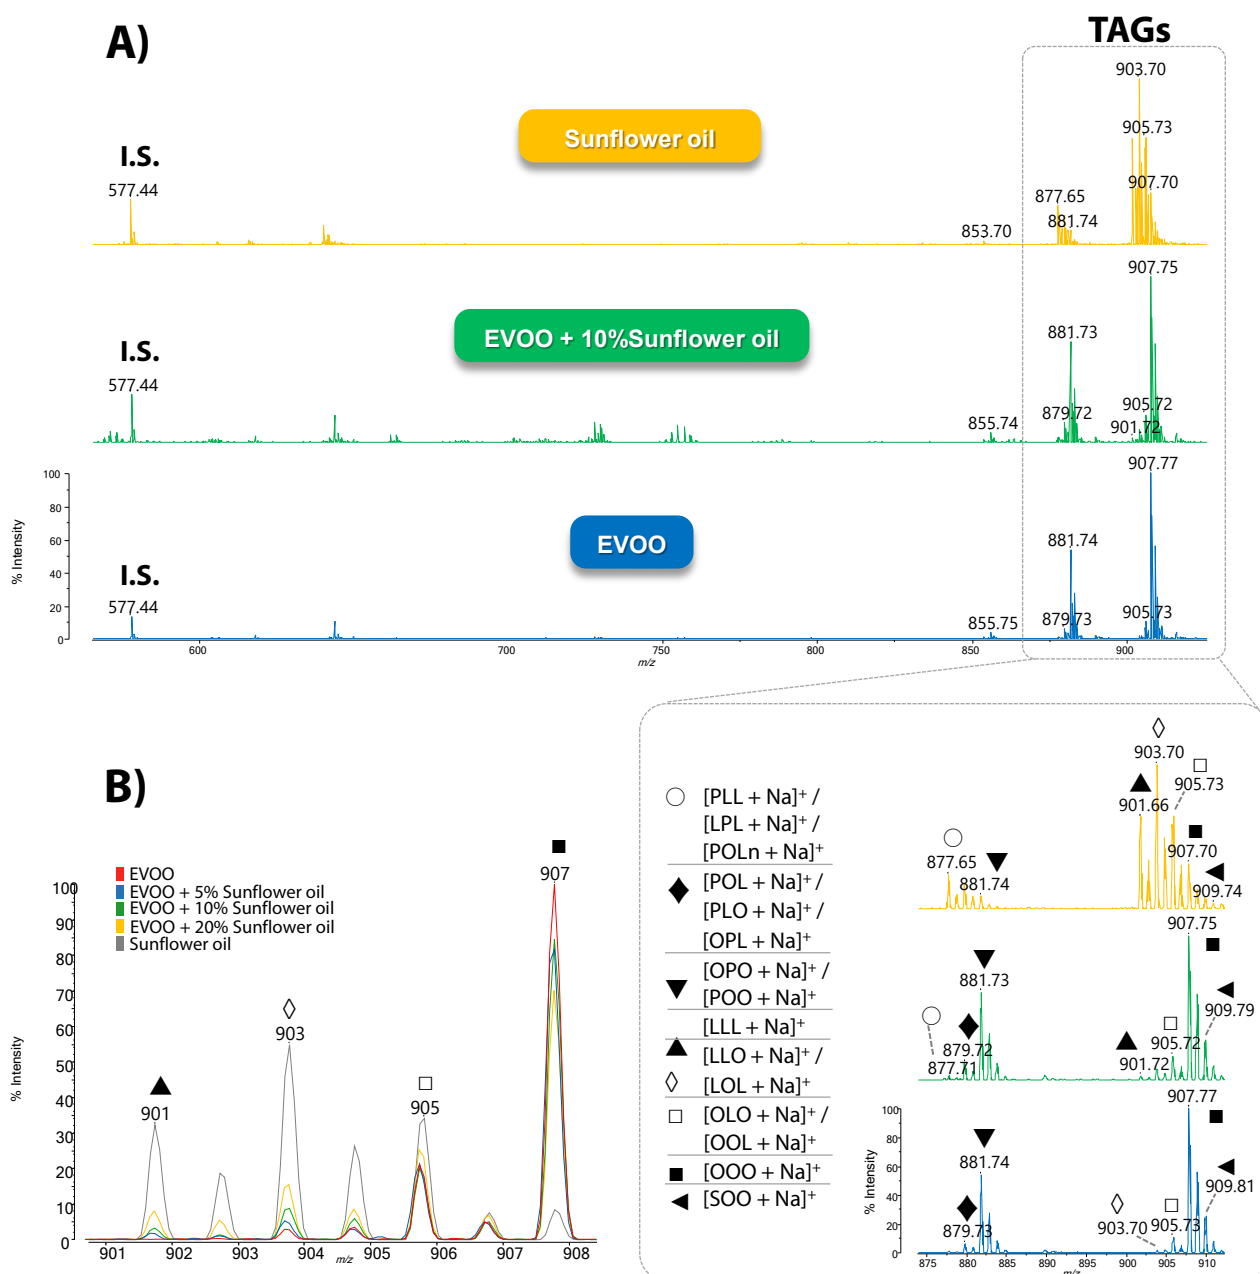 A)
TAGs
903.70
Sunflower oil
905.73
I.S.
577.44
907.70
877.65
881.74
853.70
907.75
EVOO + 10%Sunflower oil
881.73
I.S.
577.44
905.72
879.72
901.72
855.74
907.77
100
80
60
40
20
0
% Intensity
EVOO
881.74
I.S.
577.44
905.73
879.73
855.75
600
700
750
800
850
900
m/z
B)
EVOO
EVOO + 5% Sunflower oil
EVOO + 10% Sunflower oil
EVOO + 20% Sunflower oil
Sunflower oil
100
90
80
70
60
50
40
30
20
10
0
% Intensity
901
903
905
907
901
902
903
904
905
906
907
908
m/z
[PLL + Na]+ /
[LPL + Na]+ /
[POLn + Na]+
[POL + Na]+ /
[PLO + Na]+ /
[OPL + Na]+
[OPO + Na]+ /
[POO + Na]+
[LLL + Na]+
[LLO + Na]+ /
[LOL + Na]+
[OLO + Na]+ /
[OOL + Na]+
[OOO + Na]+
[SOO + Na]+
903.70
905.73
901.66
907.70
877.65
881.74
909.74
907.75
881.73
909.79
905.72
879.72
901.72
877.71
907.77
100
80
60
40
20
0
% Intensity
881.74
909.81
903.70
905.73
879.73
875
880
885
890
895
900
905
910
m/z